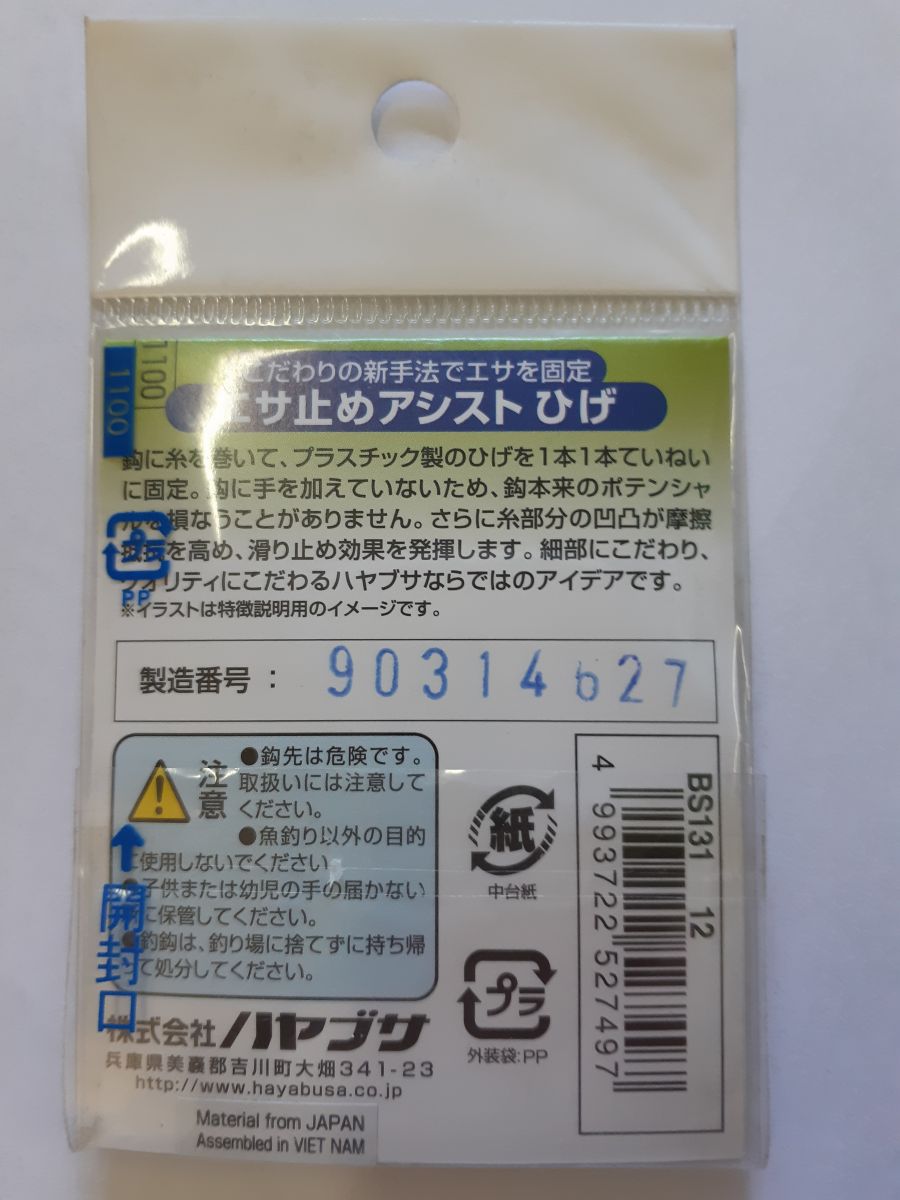 こだわりの新手法でエサを固定
エサ止めアシスト ひげ
1100
1100
鈎に糸を巻いて、プラスチック製のひげを1本1本ていねい
に固定。鈎に手を加えていないため、鈎本来のポテンシャ
ルを損なうことがありません。さらに糸部分の凹凸が摩擦
抵抗を高め、滑り止め効果を発揮します。細部にこだわり、
クオリティにこだわるハヤブサならではのアイデアです。
※イラストは特徴説明用のイメージです。
PP
製造番号： 90314627
注意
●鈎先は危険です。
取扱いには注意して
ください。
●魚釣り以外の目的
に使用しないでください
●子供または幼児の手の届かない
に保管してください。
●釣鈎は、釣り場に捨てずに持ち帰
って処分してください。
開封口
紙
中台紙
プラ
外装袋:PP
BS131 12
4 993722 527497
株式会社ハヤブサ
兵庫県美嚢郡吉川町大畑341-23
http://www.hayabusa.co.jp
Material from JAPAN
Assembled in VIET NAM